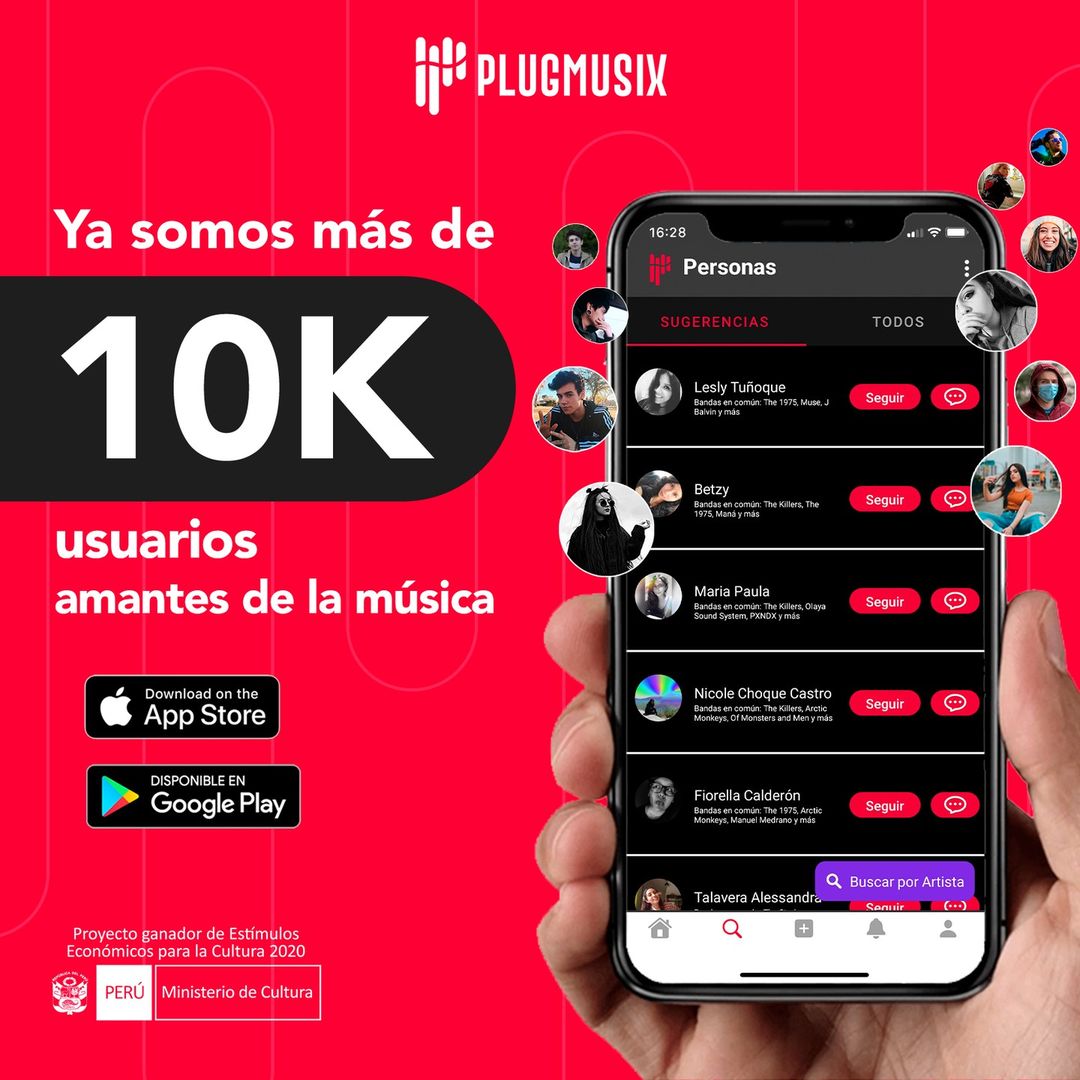 PLUGMUSIX
Ya somos más de
10K
usuarios
amantes de la música
Download on the
App Store
DISPONIBLE EN
Google Play
Proyecto ganador de Estímulos
Económicos para la Cultura 2020
PERÚ
Ministerio de Cultura
16:28
Personas
SUGERENCIAS
TODOS
Lesly Tuñoque
Bandas en común: The 1975, Muse, J
Balvin y más
Seguir
Betzy
Bandas en común: The Killers, The
1975, Maná y más
Seguir
Maria Paula
Bandas en común: The Killers, Olaya
Sound System, PXNDX y más
Seguir
Nicole Choque Castro
Bandas en común: The Killers, Arctic
Monkeys, Of Monsters and Men y más
Seguir
Fiorella Calderón
Bandas en común: The 1975, Arctic
Monkeys, Manuel Medrano y más
Seguir
Talavera Alessandra
Buscar por Artista
Seguir